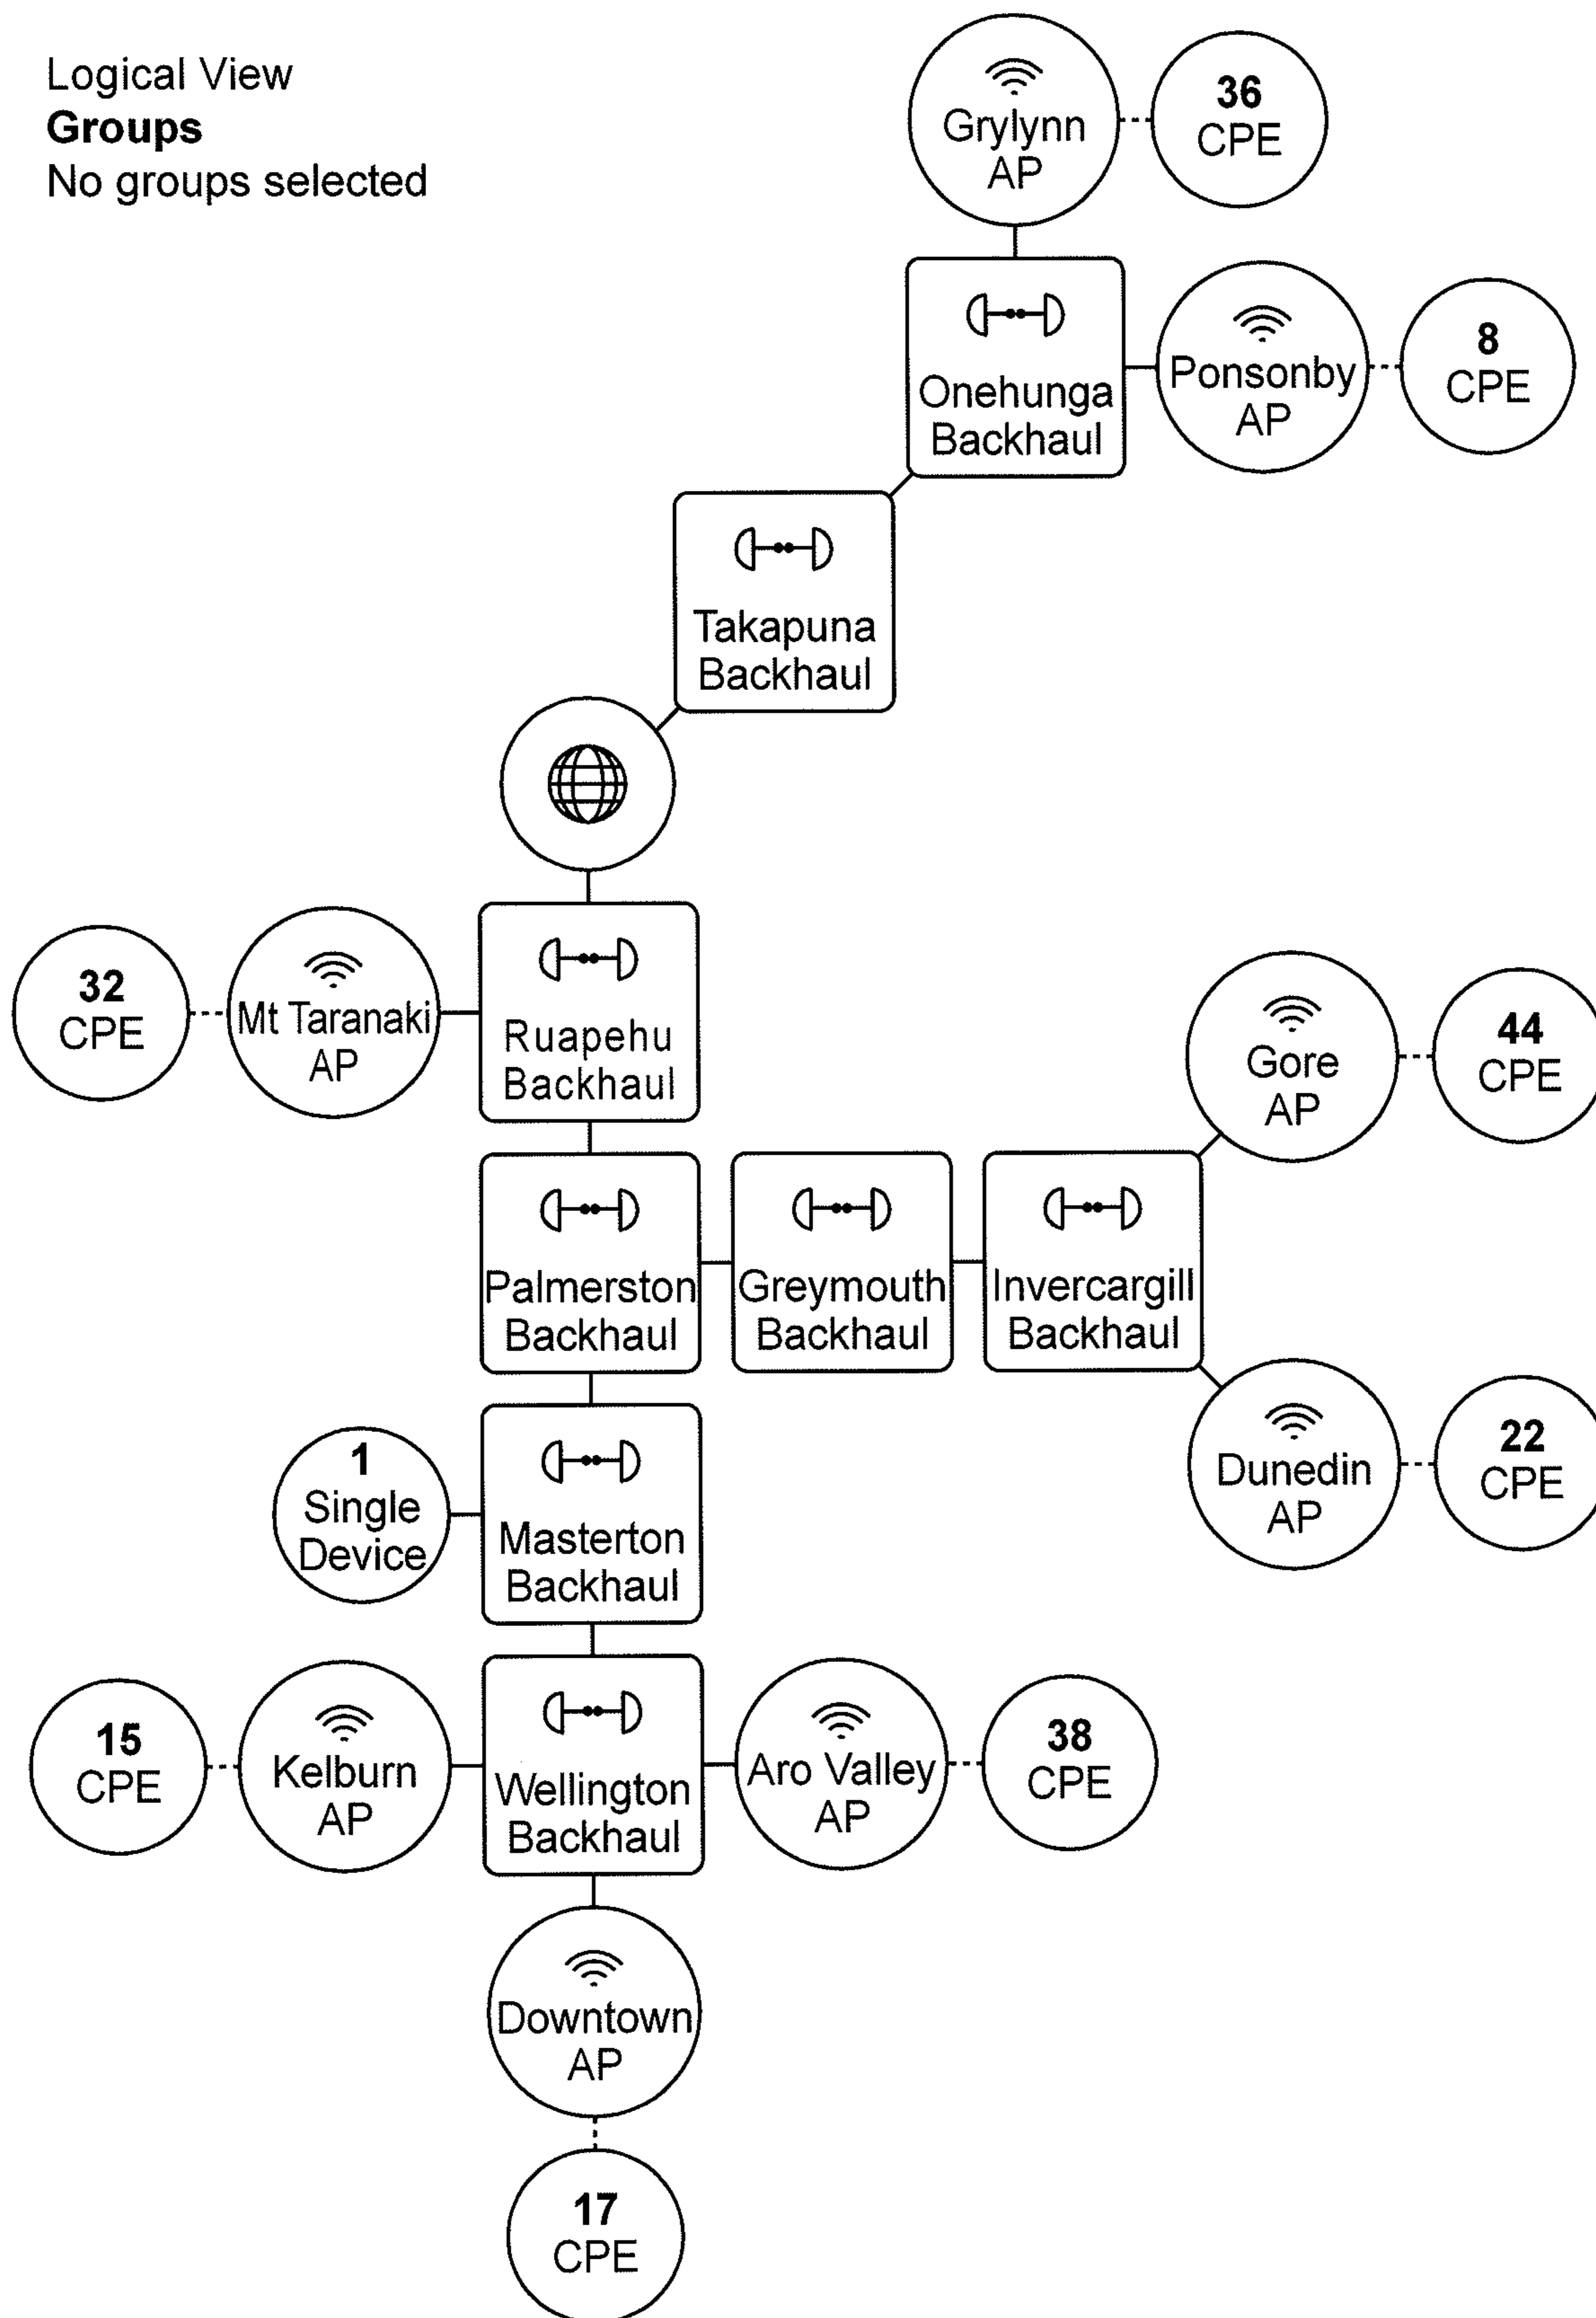 Logical View
Groups
No groups selected
Grylynn
AP
36
CPE
Onehunga
Backhaul
Ponsonby
AP
8
CPE
Takapuna
Backhaul
32
CPE
Mt Taranaki
AP
Ruapehu
Backhaul
Gore
AP
44
CPE
Palmerston
Backhaul
Greymouth
Backhaul
Invercargill
Backhaul
1
Single
Device
Masterton
Backhaul
Dunedin
AP
22
CPE
15
CPE
Kelburn
AP
Wellington
Backhaul
Aro Valley
AP
38
CPE
Downtown
AP
17
CPE